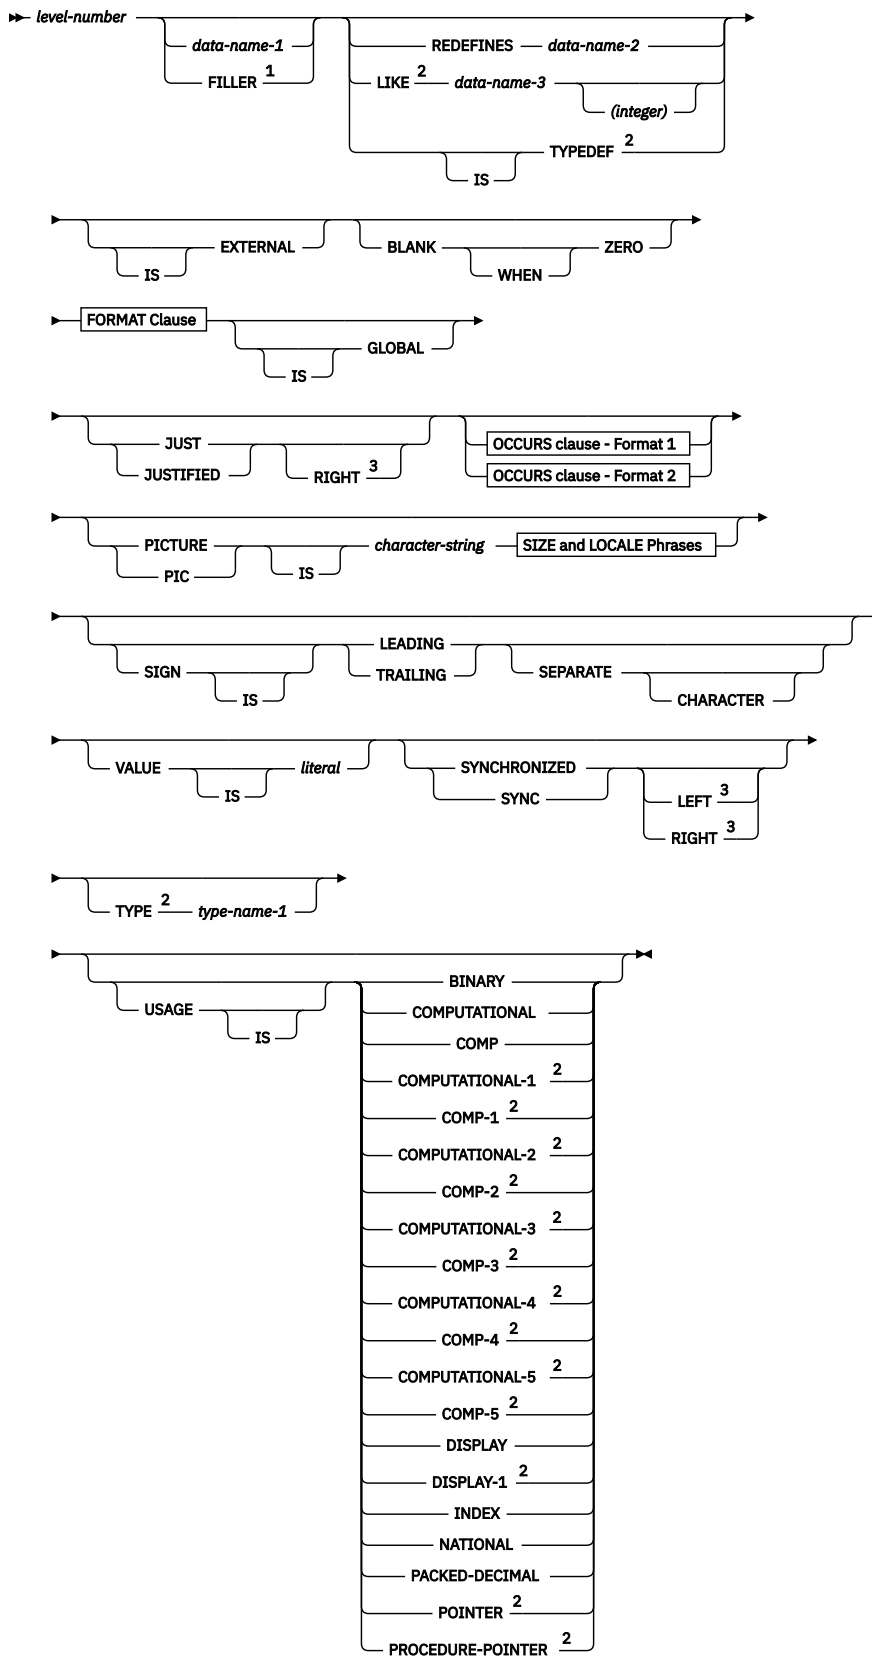 level-number
data-name-1 REDEFINES data-name-2
FILLER 1 LIKE 2 data-name-3
(integer)
TYPEDEF 2
IS
EXTERNAL BLANK ZERO
IS WHEN
FORMAT Clause
GLOBAL
IS
JUST OCCURS clause - Format 1
JUSTIFIED RIGHT 3 OCCURS clause - Format 2
PICTURE character-string SIZE and LOCALE Phrases
PIC IS
LEADING
SIGN TRAILING SEPARATE
IS CHARACTER
VALUE literal SYNCHRONIZED
IS SYNC LEFT 3
RIGHT 3
TYPE 2 type-name-1
BINARY
USAGE COMPUTATIONAL
IS COMP
COMPUTATIONAL-1 2
COMP-1 2
COMPUTATIONAL-2 2
COMP-2 2
COMPUTATIONAL-3 2
COMP-3 2
COMPUTATIONAL-4 2
COMP-4 2
COMPUTATIONAL-5 2
COMP-5 2
DISPLAY
DISPLAY-1 2
INDEX
NATIONAL
PACKED-DECIMAL
POINTER 2
PROCEDURE-POINTER 2